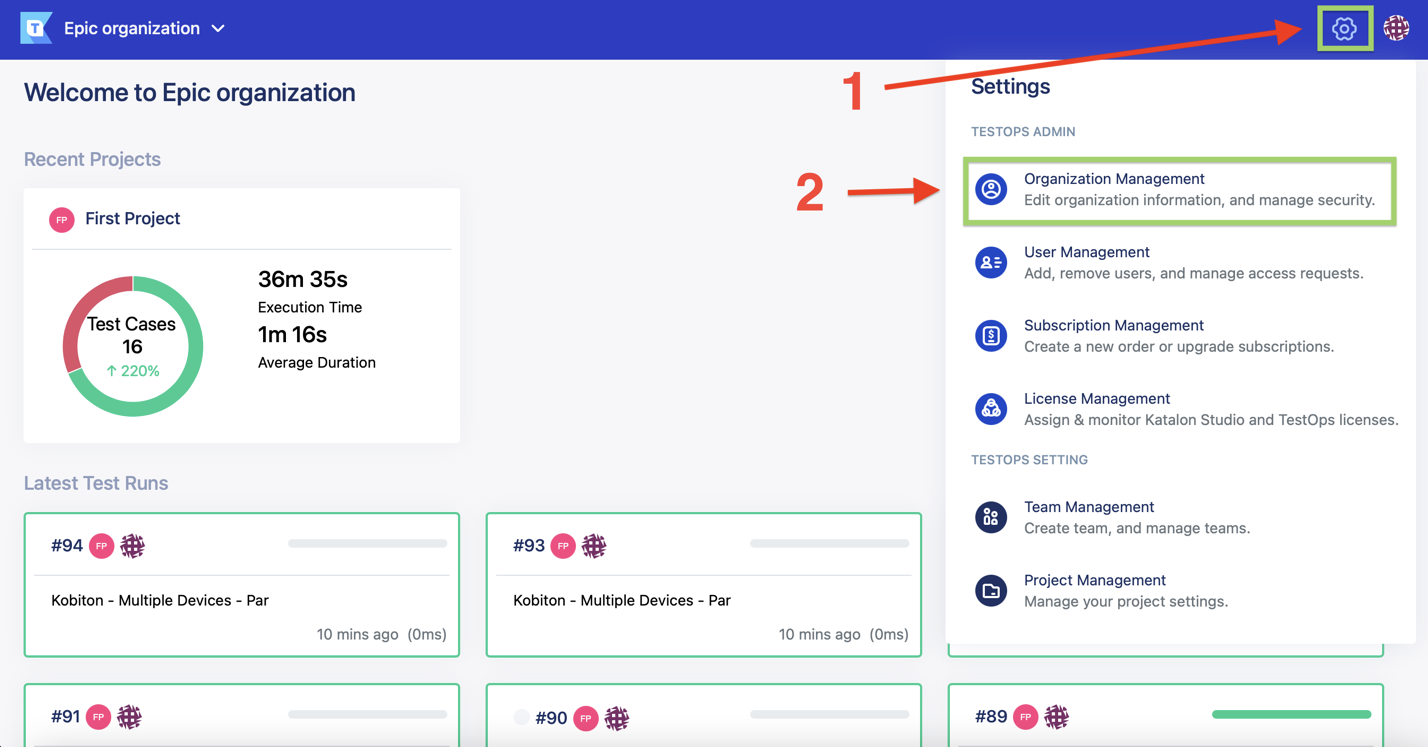 T
Epic organization
1
Welcome to Epic organization
Recent Projects
FP First Project
Test Cases
16
↑ 220%
36m 35s
Execution Time
1m 16s
Average Duration
Settings
TESTOPS ADMIN
2
Organization Management
Edit organization information, and manage security.
User Management
Add, remove users, and manage access requests.
Subscription Management
Create a new order or upgrade subscriptions.
License Management
Assign & monitor Katalon Studio and TestOps licenses.
TESTOPS SETTING
Team Management
Create team, and manage teams.
Project Management
Manage your project settings.
Latest Test Runs
#94 FP
Kobiton - Multiple Devices - Par
10 mins ago (0ms)
#93 FP
Kobiton - Multiple Devices - Par
10 mins ago (0ms)
#91 FP
#90 FP
#89 FP